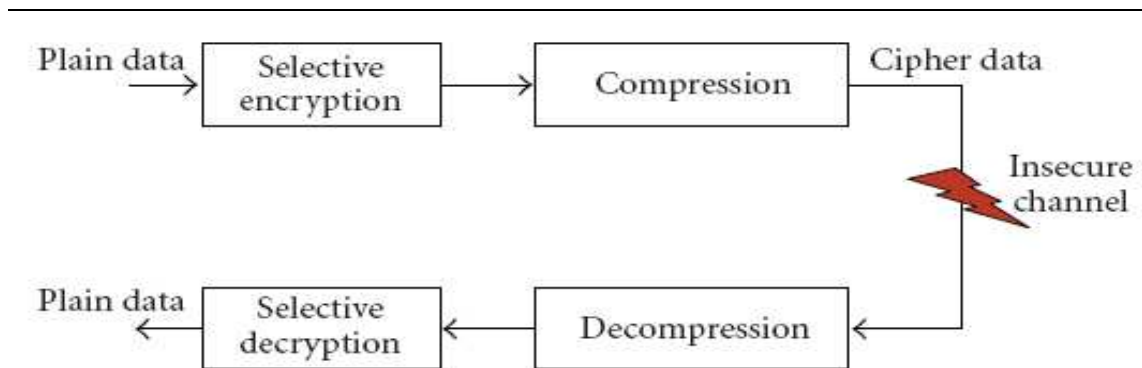 Plain data
Selective
encryption
Compression
Cipher data
Insecure
channel
Plain data
Selective
decryption
Decompression